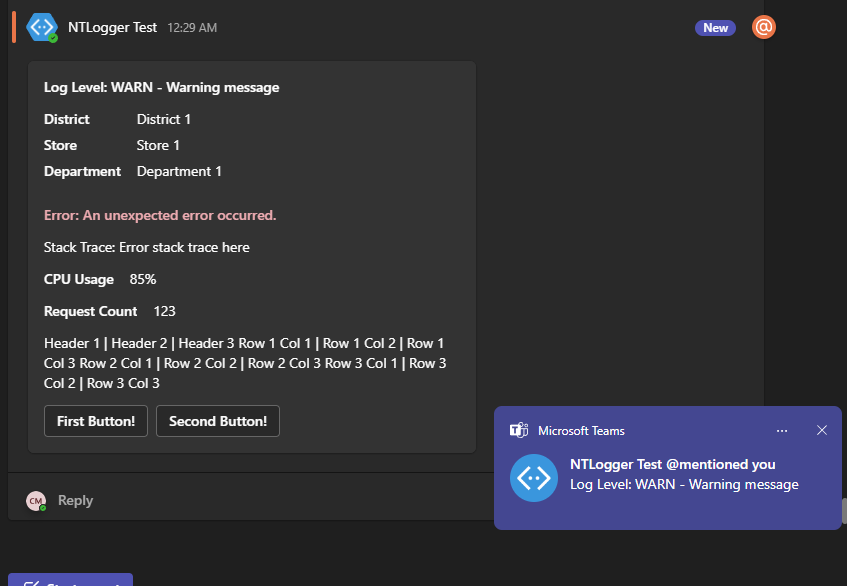 NTLogger Test 12:29 AM New @
Log Level: WARN - Warning message
District District 1
Store Store 1
Department Department 1
Error: An unexpected error occurred.
Stack Trace: Error stack trace here
CPU Usage 85%
Request Count 123
Header 1 | Header 2 | Header 3 Row 1 Col 1 | Row 1 Col 2 | Row 1
Col 3 Row 2 Col 1 | Row 2 Col 2 | Row 2 Col 3 Row 3 Col 1 | Row 3
Col 2 | Row 3 Col 3
First Button! Second Button!
Microsoft Teams
NTLogger Test @mentioned you
Log Level: WARN - Warning message
CM Reply